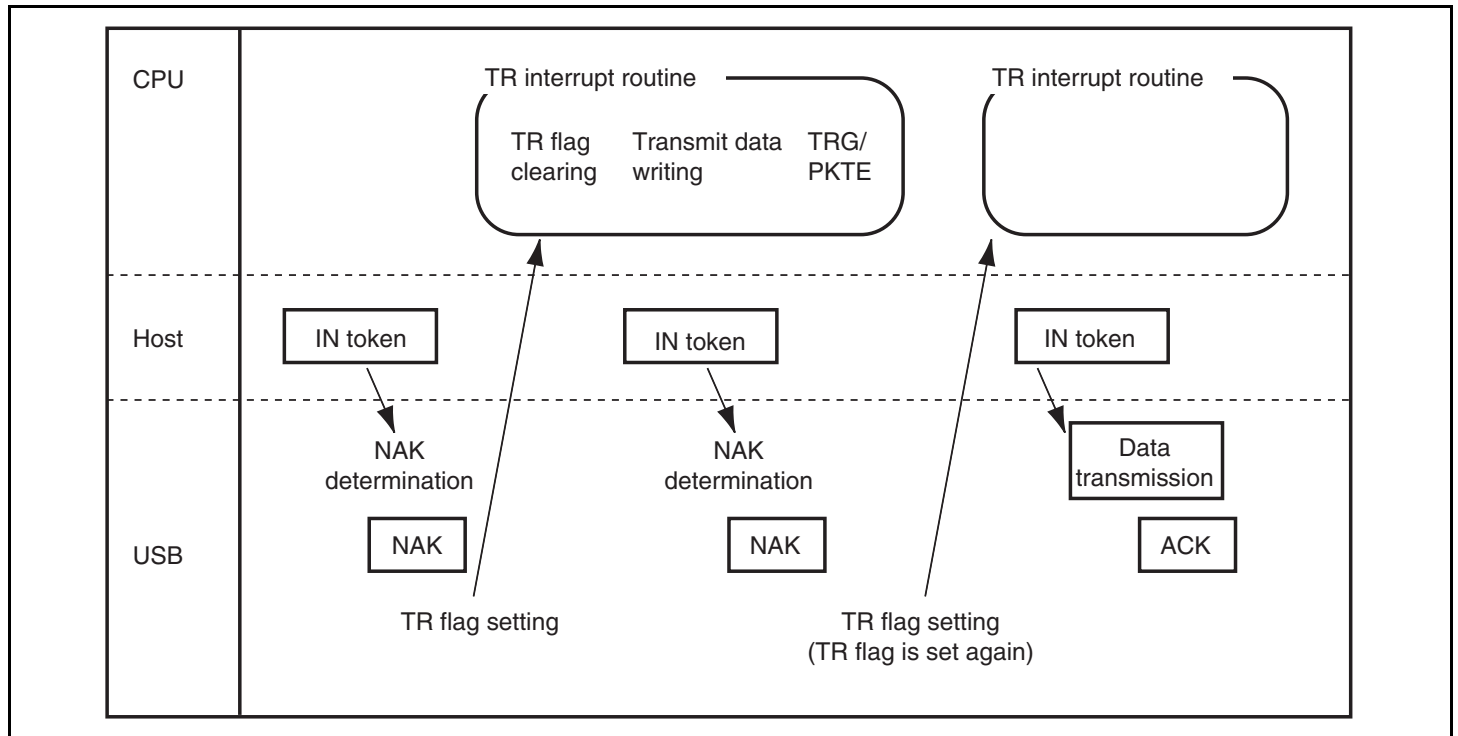 CPU
TR interrupt routine
TR flag
clearing
Transmit data
writing
TRG/
PKTE
TR interrupt routine
Host
IN token
IN token
IN token
USB
NAK
determination
NAK
determination
Data
transmission
NAK
NAK
ACK
TR flag setting
TR flag setting
(TR flag is set again)